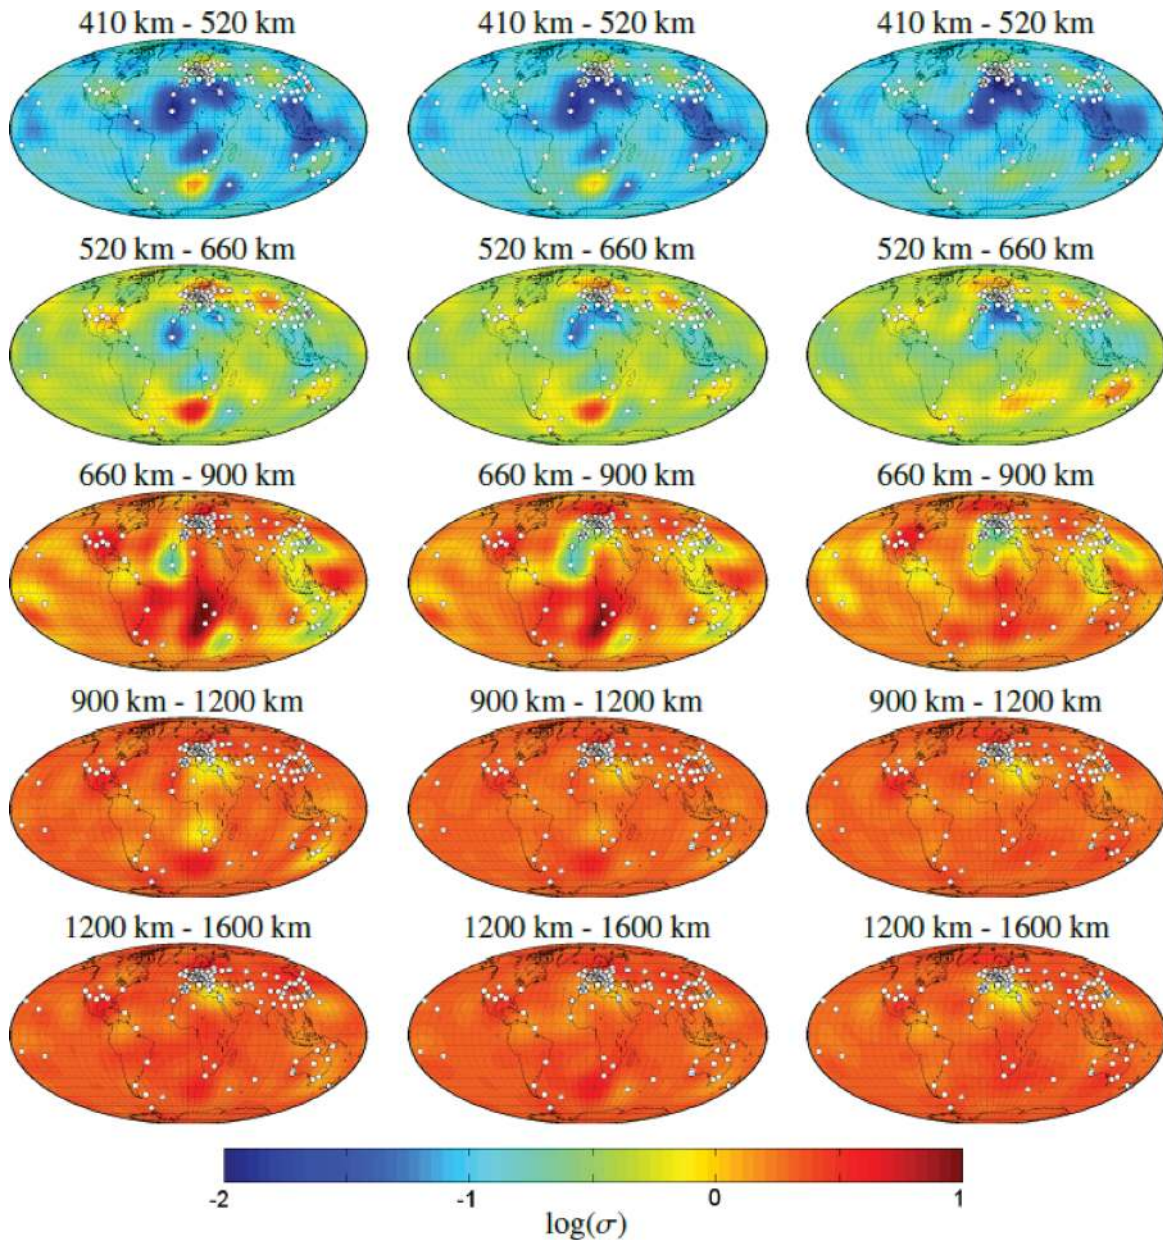 410 km - 520 km 410 km - 520 km 410 km - 520 km
520 km - 660 km 520 km - 660 km 520 km - 660 km
660 km - 900 km 660 km - 900 km 660 km - 900 km
900 km - 1200 km 900 km - 1200 km 900 km - 1200 km
1200 km - 1600 km 1200 km - 1600 km 1200 km - 1600 km
-2 -1 0 1
log(σ)